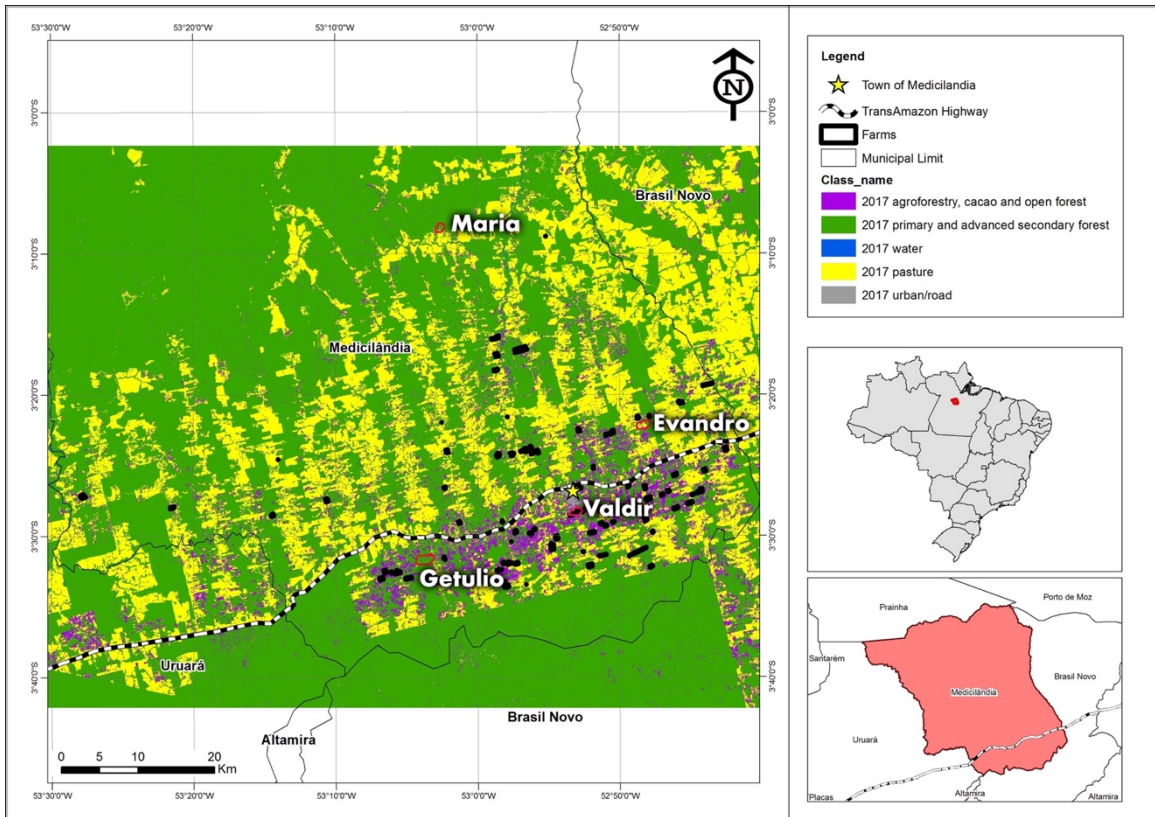 53°30'0"W
53°20'0"W
53°10'0"W
53°0'0"W
52°50'0"W
3°0'0"S
3°0'0"S
N
Brasil Novo
Maria
3°10'0"S
3°10'0"S
Medicilândia
3°20'0"S
3°20'0"S
Evandro
Valdir
3°30'0"S
3°30'0"S
Getulio
Uruará
3°40'0"S
3°40'0"S
Brasil Novo
Altamira
0 5 10 20
Km
53°30'0"W
53°20'0"W
53°10'0"W
53°0'0"W
52°50'0"W
Legend
Town of Medicilandia
TransAmazon Highway
Farms
Municipal Limit
Class_name
2017 agroforestry, cacao and open forest
2017 primary and advanced secondary forest
2017 water
2017 pasture
2017 urban/road
Porto de Moz
Prainha
Santarém
Brasil Novo
Medicilândia
Uruará
Placas
Altamira
Altamira